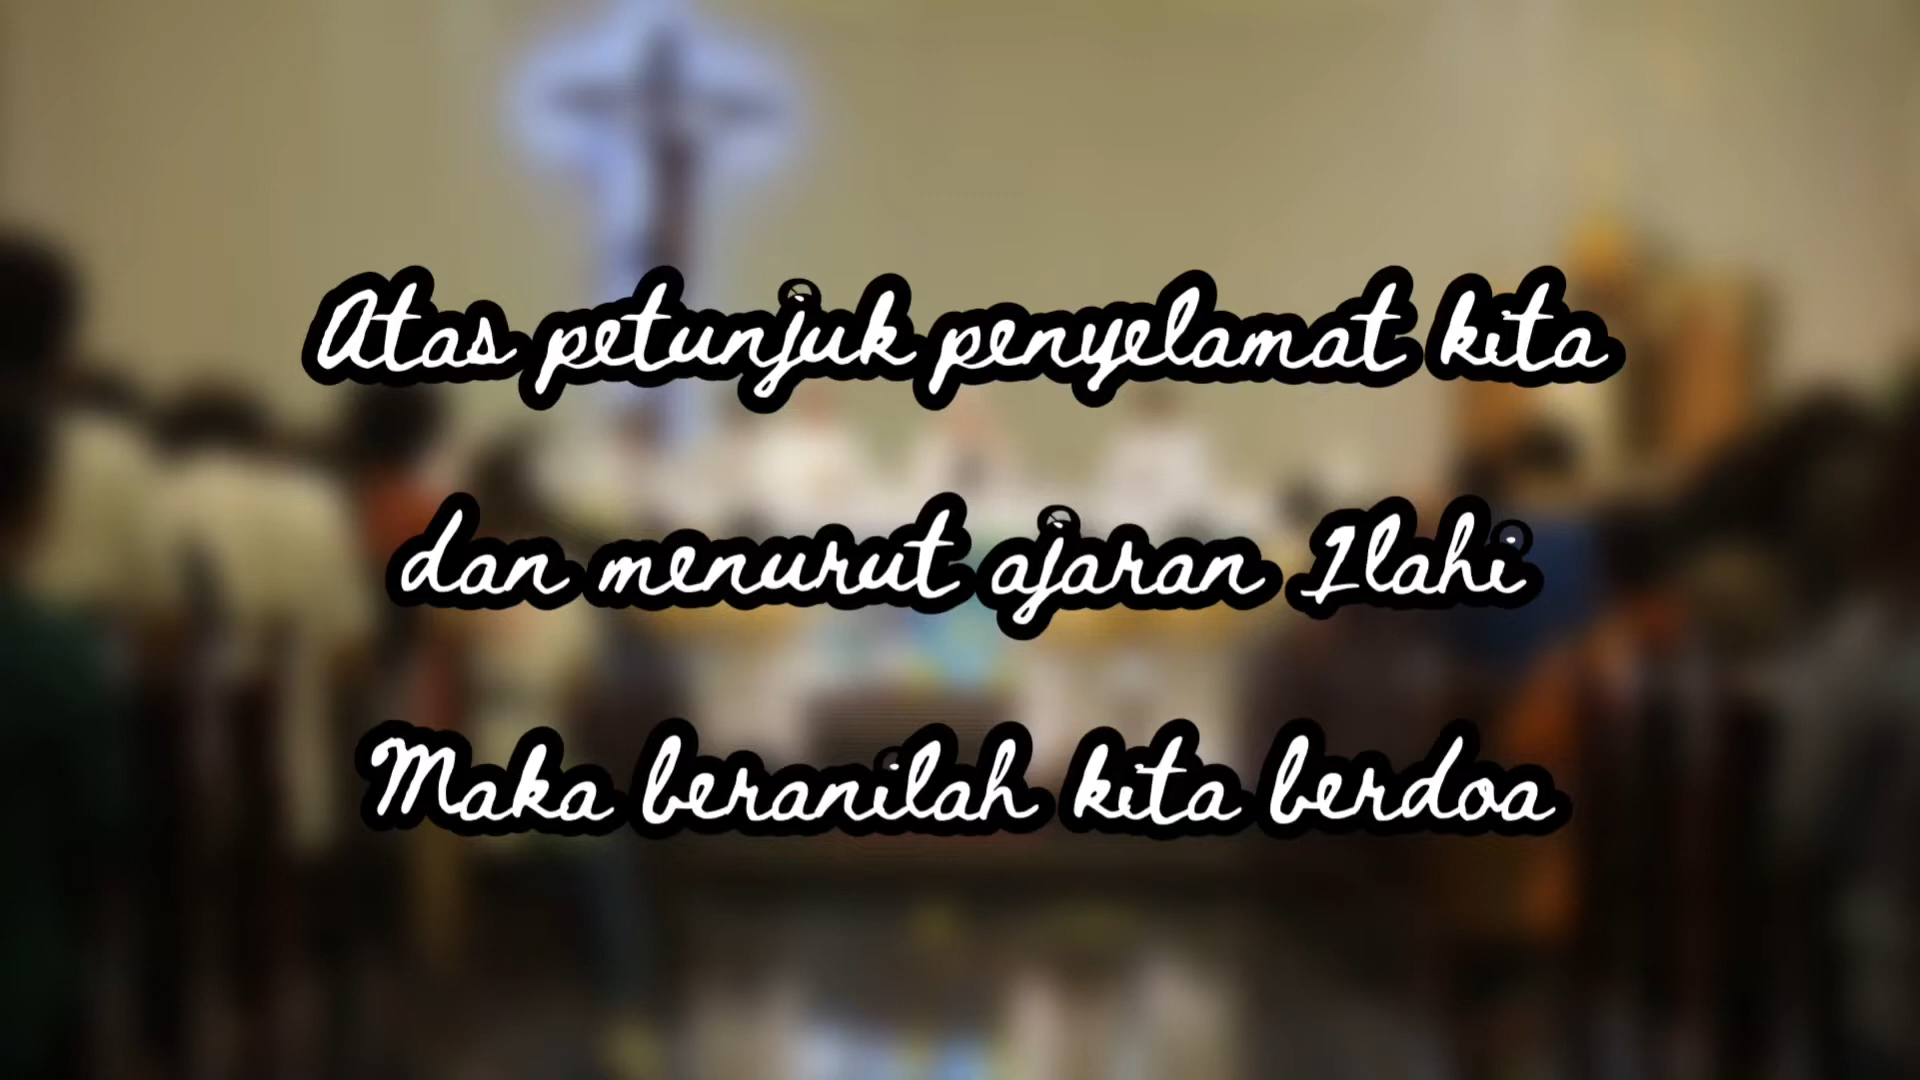 Atas petunjuk penyelamat kita
dan menurut ajaran Ilahi
Maka beranilah kita berdoa